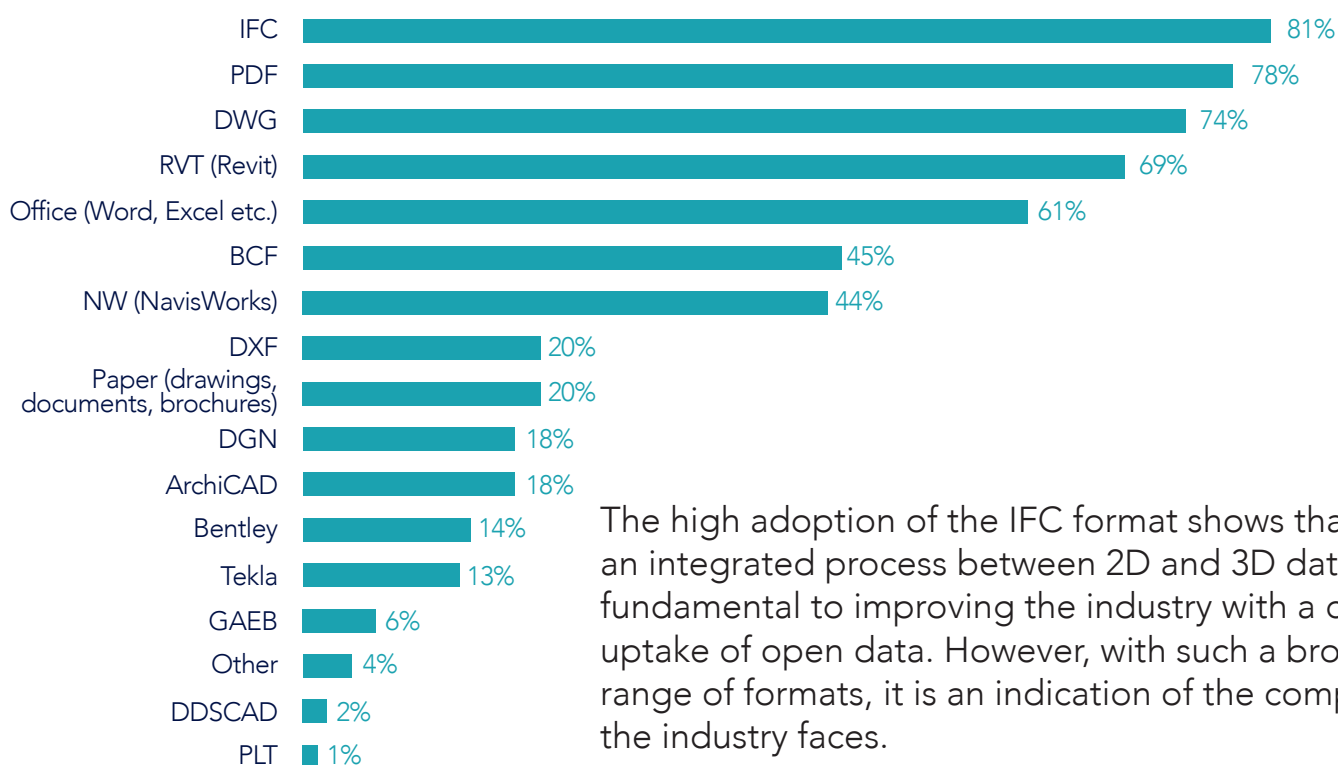 IFC 81%
PDF 78%
DWG 74%
RVT (Revit) 69%
Office (Word, Excel etc.) 61%
BCF 45%
NW (NavisWorks) 44%
DXF 20%
Paper (drawings,
documents, brochures) 20%
DGN 18%
ArchiCAD 18%
Bentley 14%
Tekla 13%
GAEB 6%
Other 4%
DDSCAD 2%
PLT 1%
The high adoption of the IFC format shows
an integrated process between 2D and 3D
fundamental to improving the industry with a
uptake of open data. However, with such a
range of formats, it is an indication of the
the industry faces.